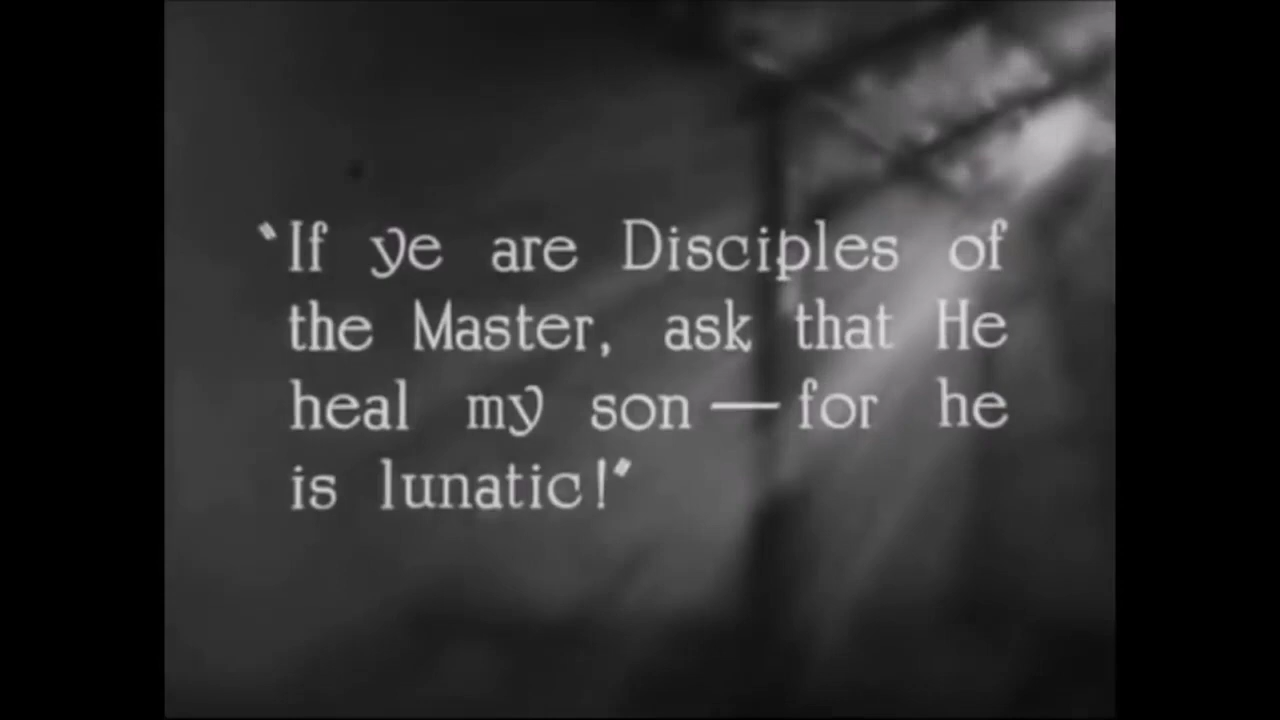 "If ye are Disciples of
the Master, ask that He
heal my son — for he
is lunatic!"